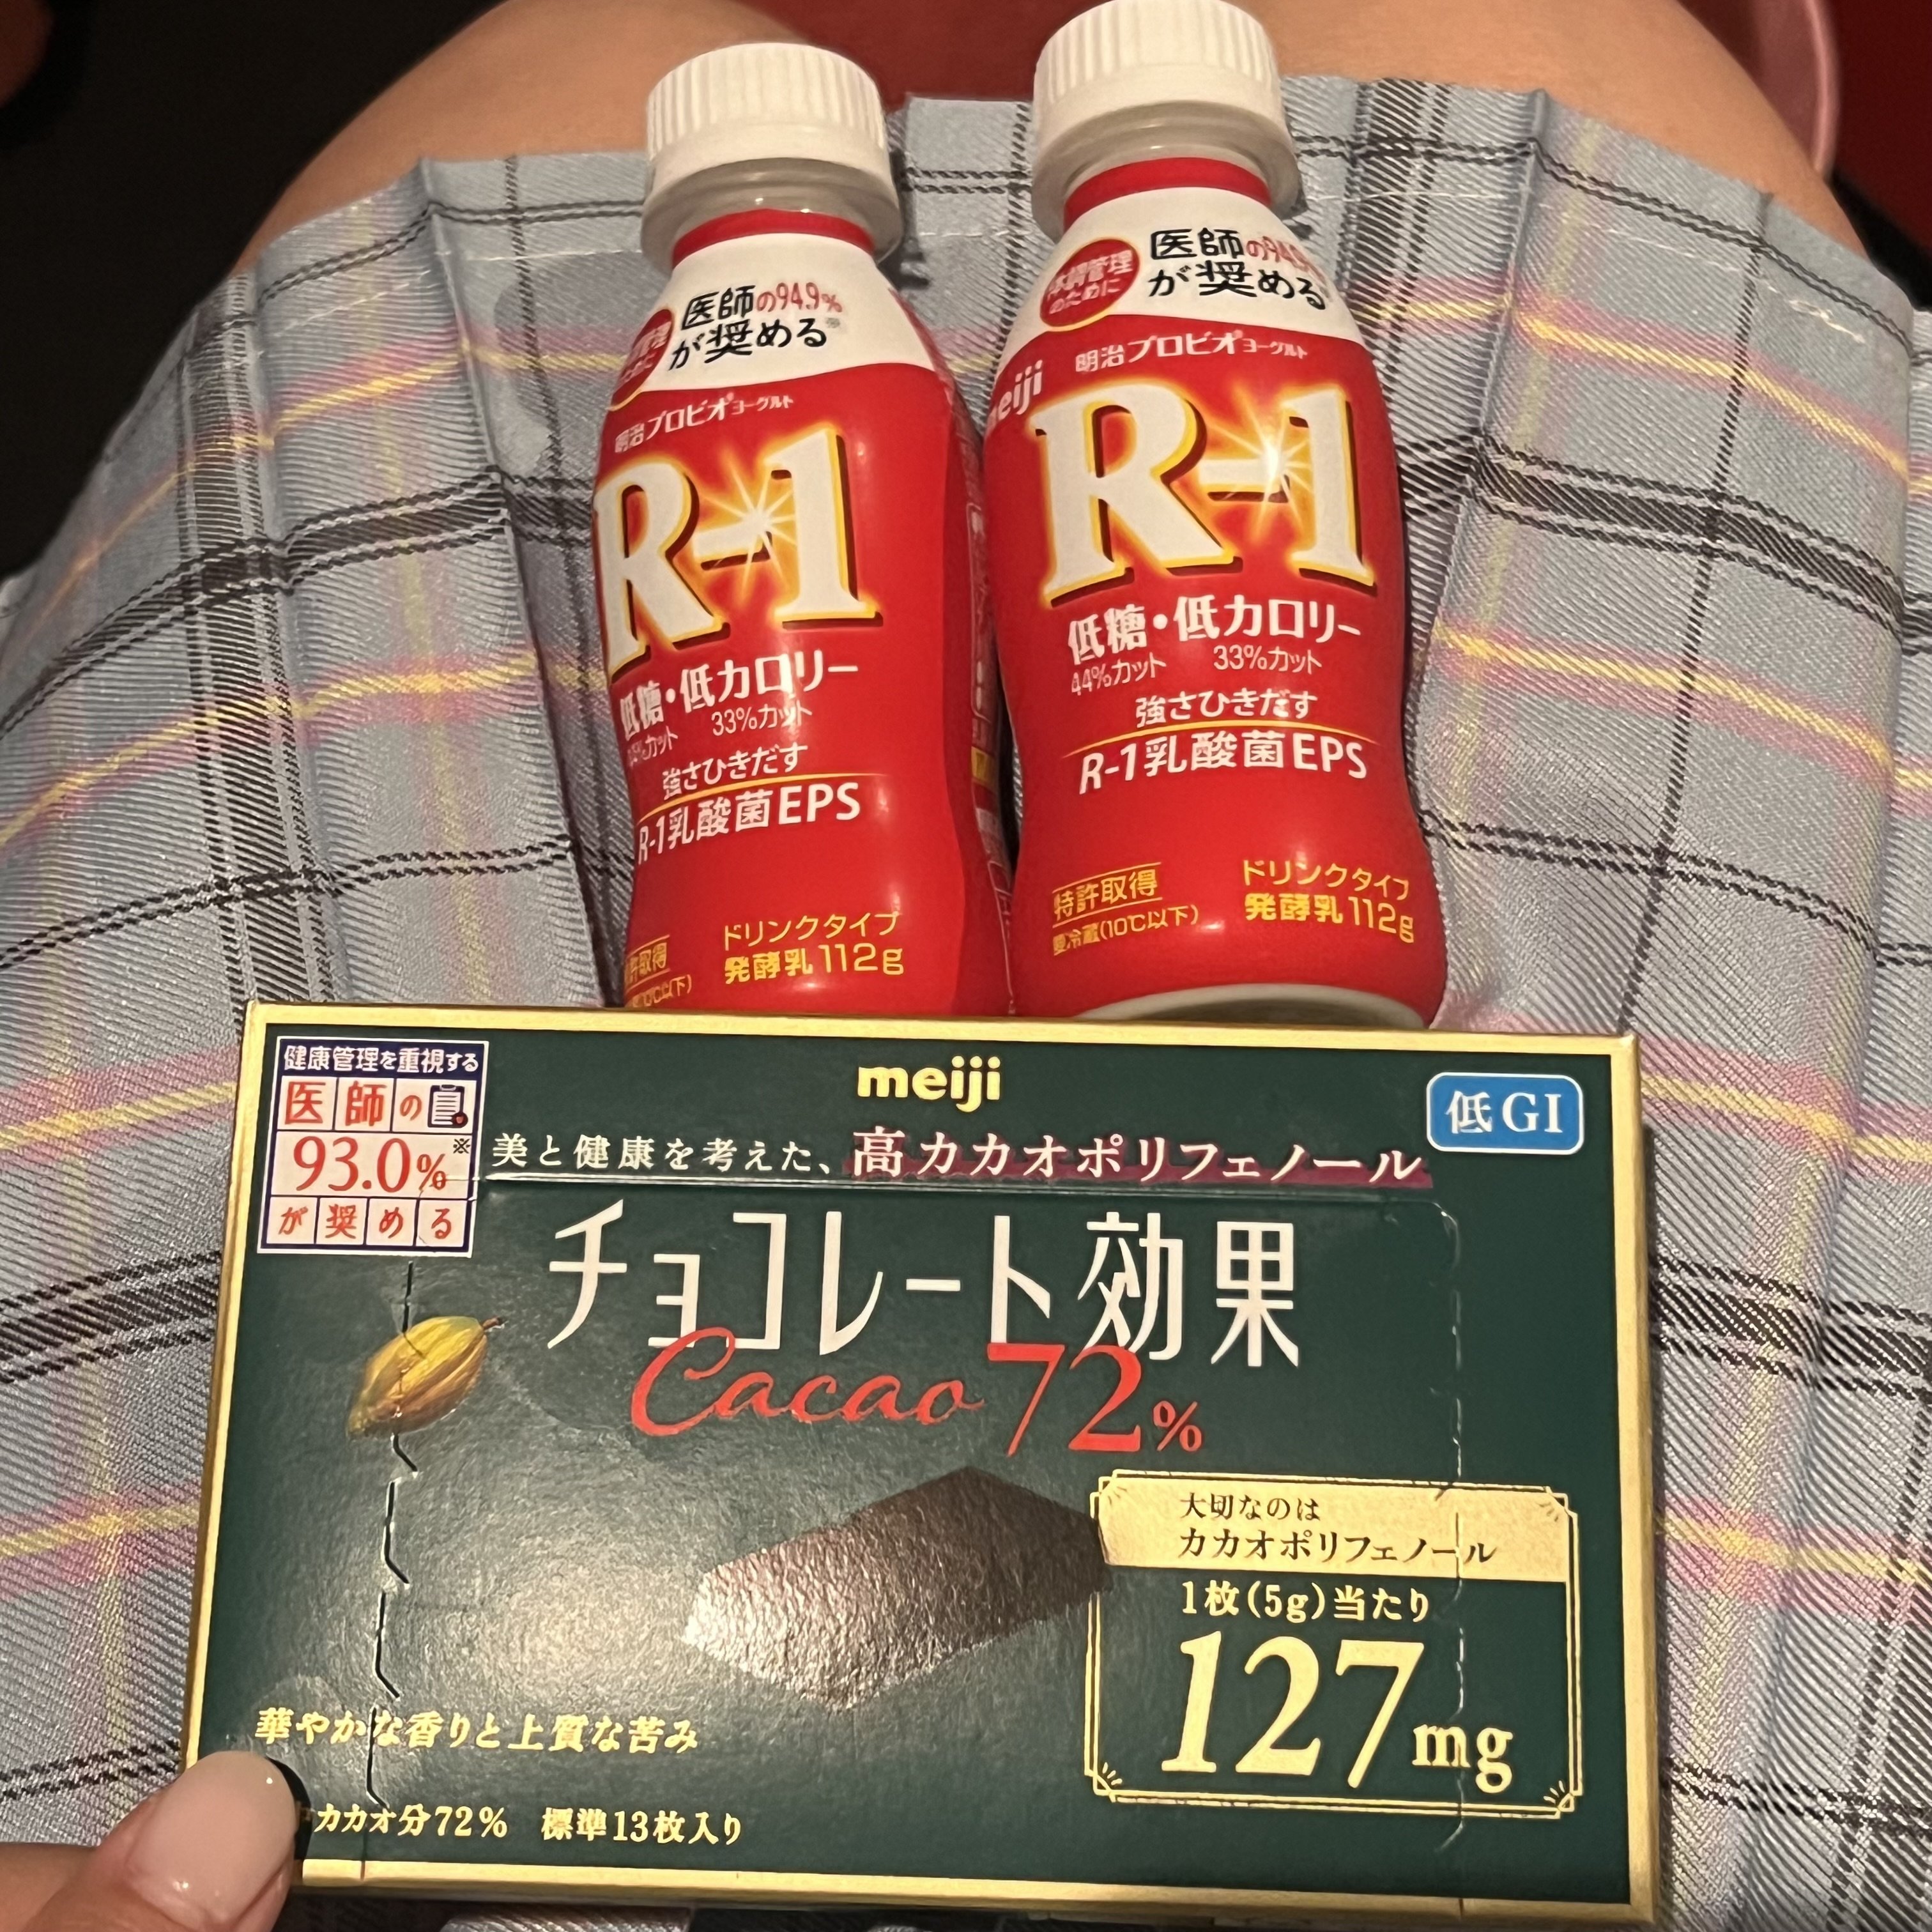 医師の94.9%
が奨める※
明治プロビオヨーグルト
R-1
低糖・低カロリー
カット 33%カット
強さひきだす
R-1乳酸菌EPS
許取得
ドリンクタイプ
発酵乳 112g
体調管理
のために
医師の94.9%
が奨める
meiji
明治プロビオヨーグルト
R-1
低糖・低カロリー
44%カット 33%カット
強さひきだす
R-1乳酸菌EPS
特許取得
要冷蔵(10℃以下)
ドリンクタイプ
発酵乳 112g
健康管理を重視する
医師の
93.0%※
が奨める
meiji
低GI
美と健康を考えた、高カカオポリフェノール
チョコレート効果
Cacao 72%
大切なのは
カカオポリフェノール
1枚(5g)当たり
127mg
華やかな香りと上質な苦み
カカオ分72% 標準13枚入り